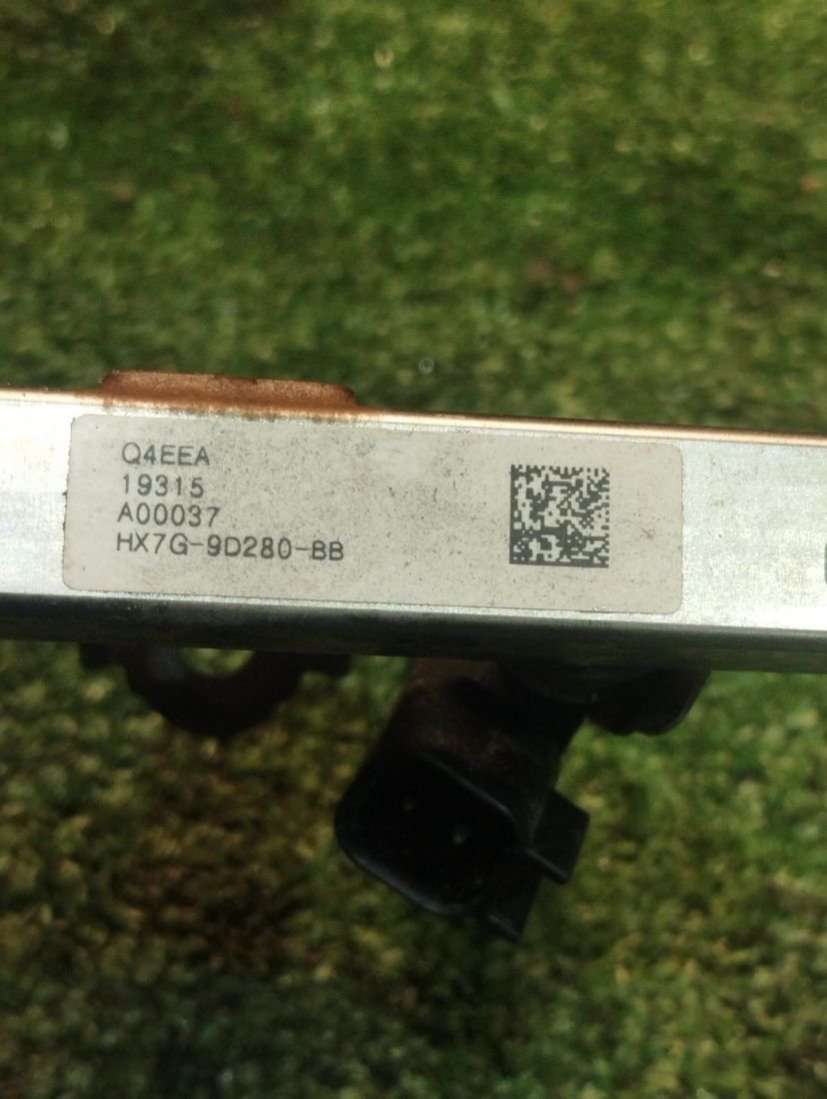 Q4EEA
19315
A00037
HX7G-9D280-BB